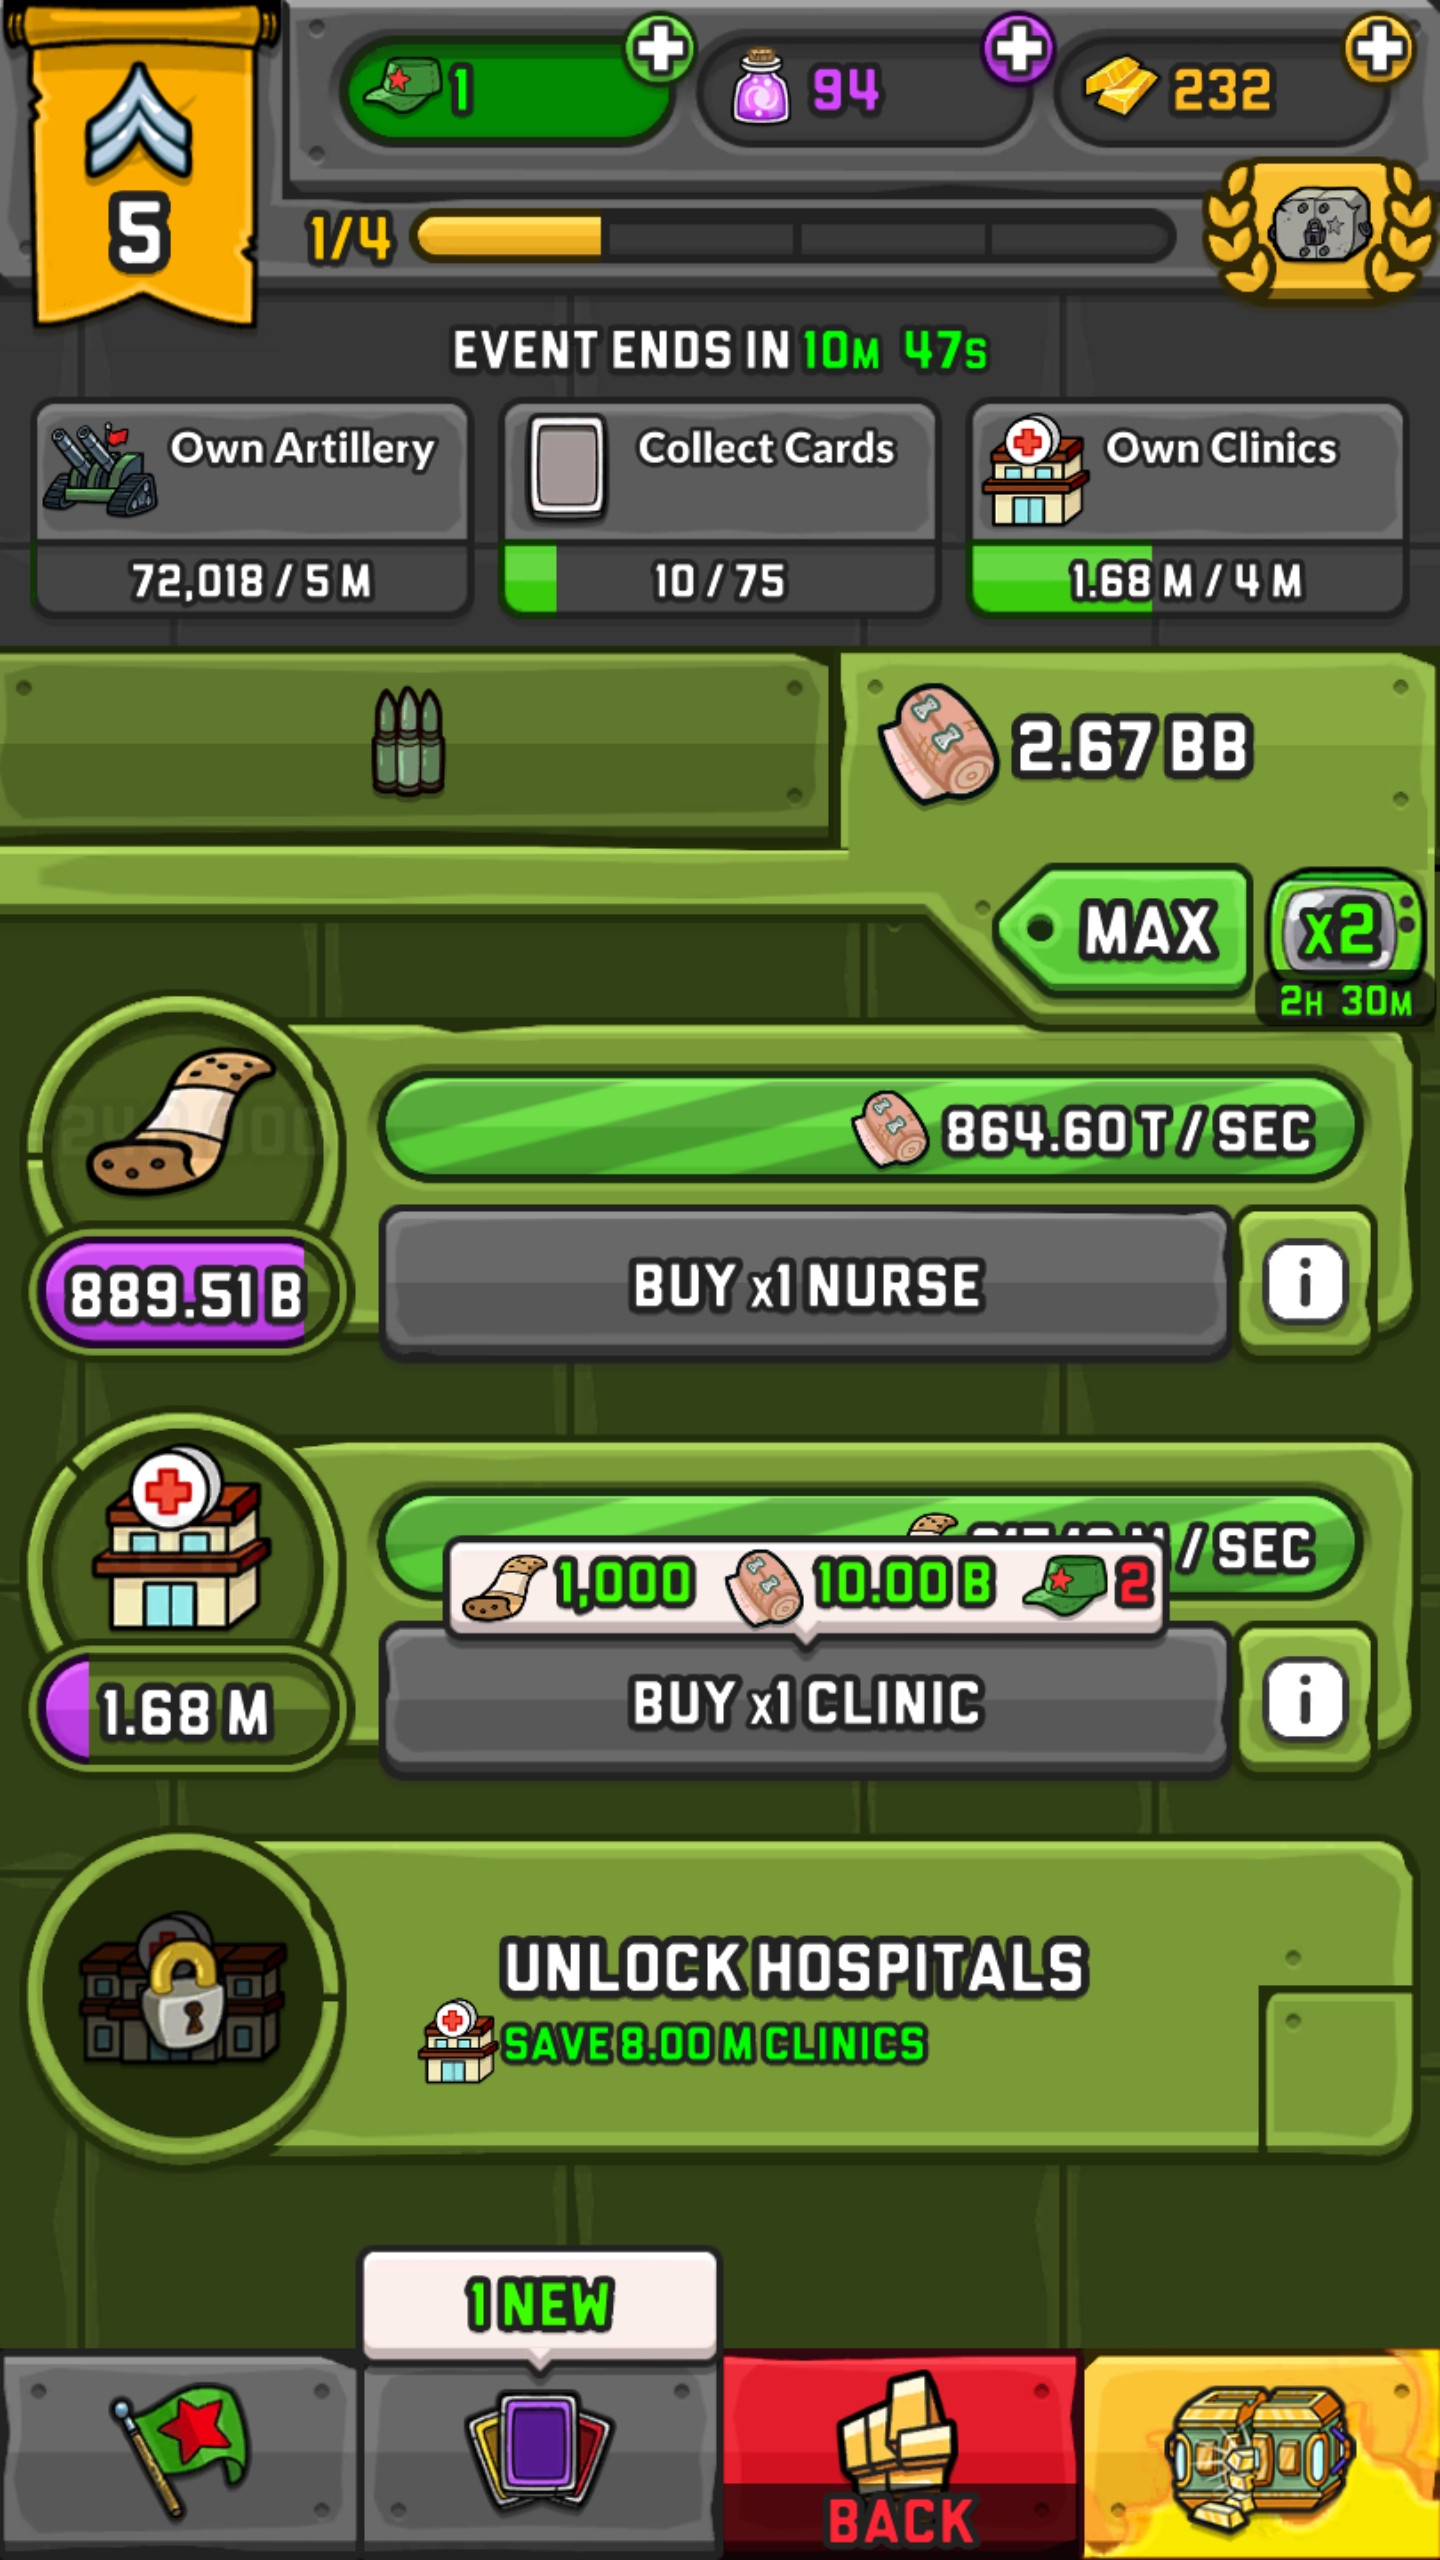 1
94
232
5
1/4
EVENT ENDS IN 10M 47S
Own Artillery
72,018 / 5 M
Collect Cards
10 / 75
Own Clinics
1.68 M / 4 M
2.67 BB
MAX
x2
2H 30M
864.60 T / SEC
889.51 B
BUY x1 NURSE
i
/ SEC
1,000
10.00 B
2
1.68 M
BUY x1 CLINIC
i
UNLOCK HOSPITALS
SAVE 8.00 M CLINICS
1 NEW
BACK